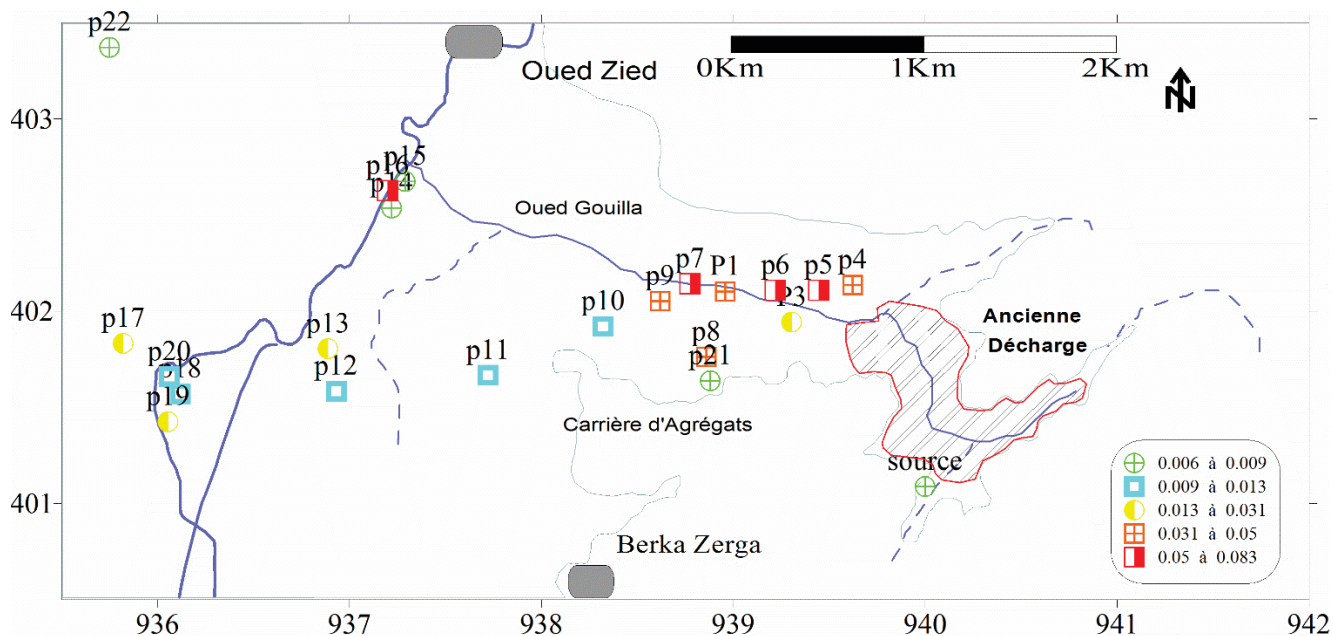 p22
0Km 1Km 2Km
Oued Zied
N
403
p15
p16
p14
Oued Gouilla
p7 P1 p6 p5 p4
p9
402
p10
P3
Ancienne
Décharge
p17
p13
p8
p21
p20
p18
p12
p11
p19
Carrière d'Agrégats
source
0.006 à 0.009
0.009 à 0.013
0.013 à 0.031
0.031 à 0.05
0.05 à 0.083
401
Berka Zerga
936 937 938 939 940 941 942